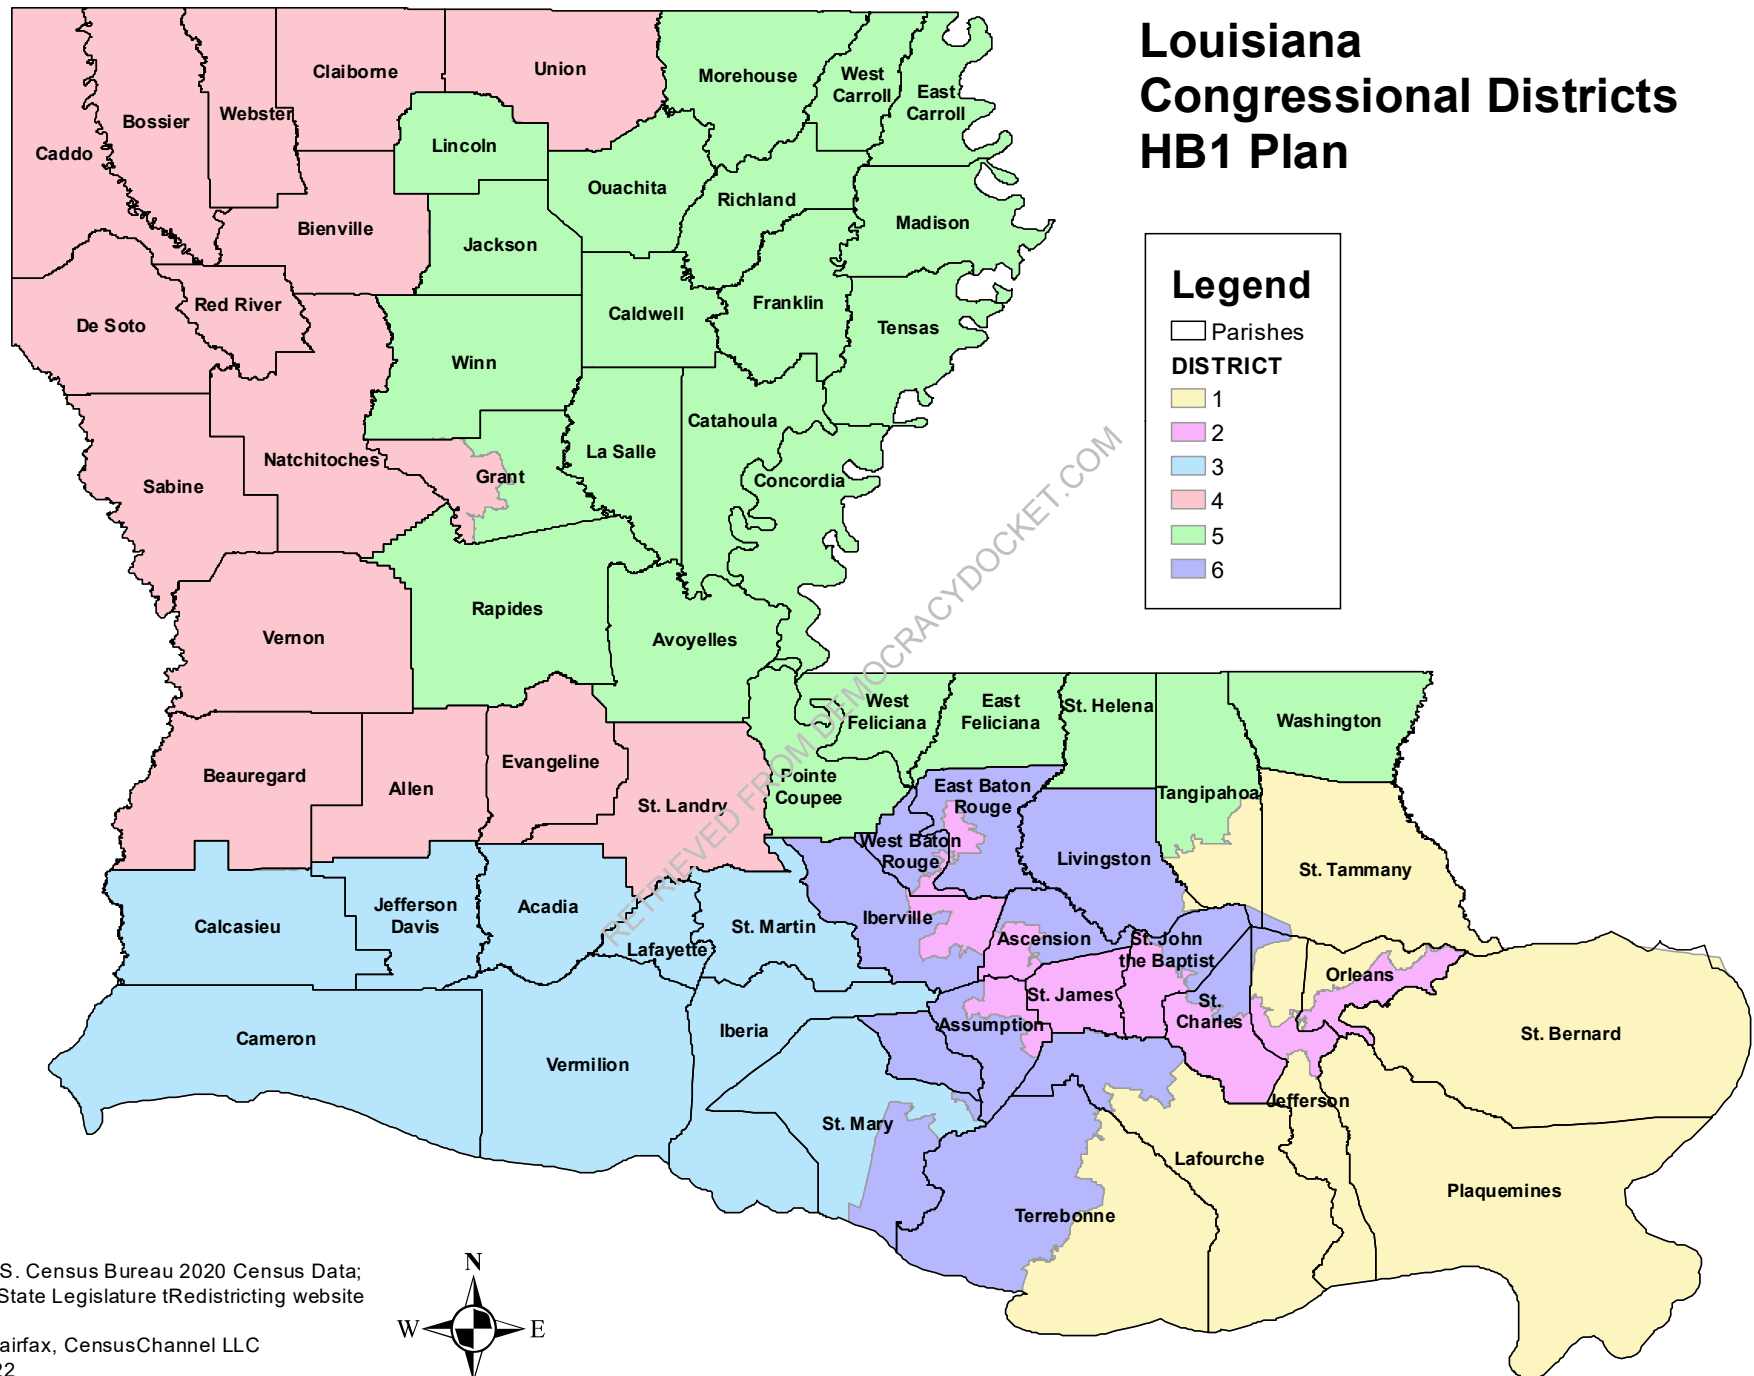 Louisiana
Congressional Districts
HB1 Plan
Legend
Parishes
DISTRICT
1
2
3
4
5
6
Caddo
Bossier
Webster
Claiborne
Union
Morehouse
West
Carroll
East
Carroll
Lincoln
Ouachita
Richland
Madison
Bienville
Jackson
De Soto
Red River
Caldwell
Franklin
Tensas
Winn
Catahoula
La Salle
Natchitoches
Grant
Sabine
Concordia
Rapides
Vernon
Avoyelles
West
Feliciana
East
Feliciana
St. Helena
Washington
Beauregard
Allen
Evangeline
St. Landry
Pointe
Coupee
East Baton
Rouge
Tangipahoa
West Baton
Rouge
Livingston
St. Tammany
Calcasieu
Jefferson
Davis
Acadia
Lafayette
St. Martin
Iberville
Ascension
St. John
the Baptist
Orleans
St. James
St.
Charles
Assumption
Cameron
Vermilion
Iberia
St. Bernard
St. Mary
Jefferson
Lafourche
Terrebonne
Plaquemines
RETRIEVED FROM DEMOCRACYDOCKET.COM
S. Census Bureau 2020 Census Data;
State Legislature tRedistricting website
airfax, CensusChannel LLC
22
N
W
E